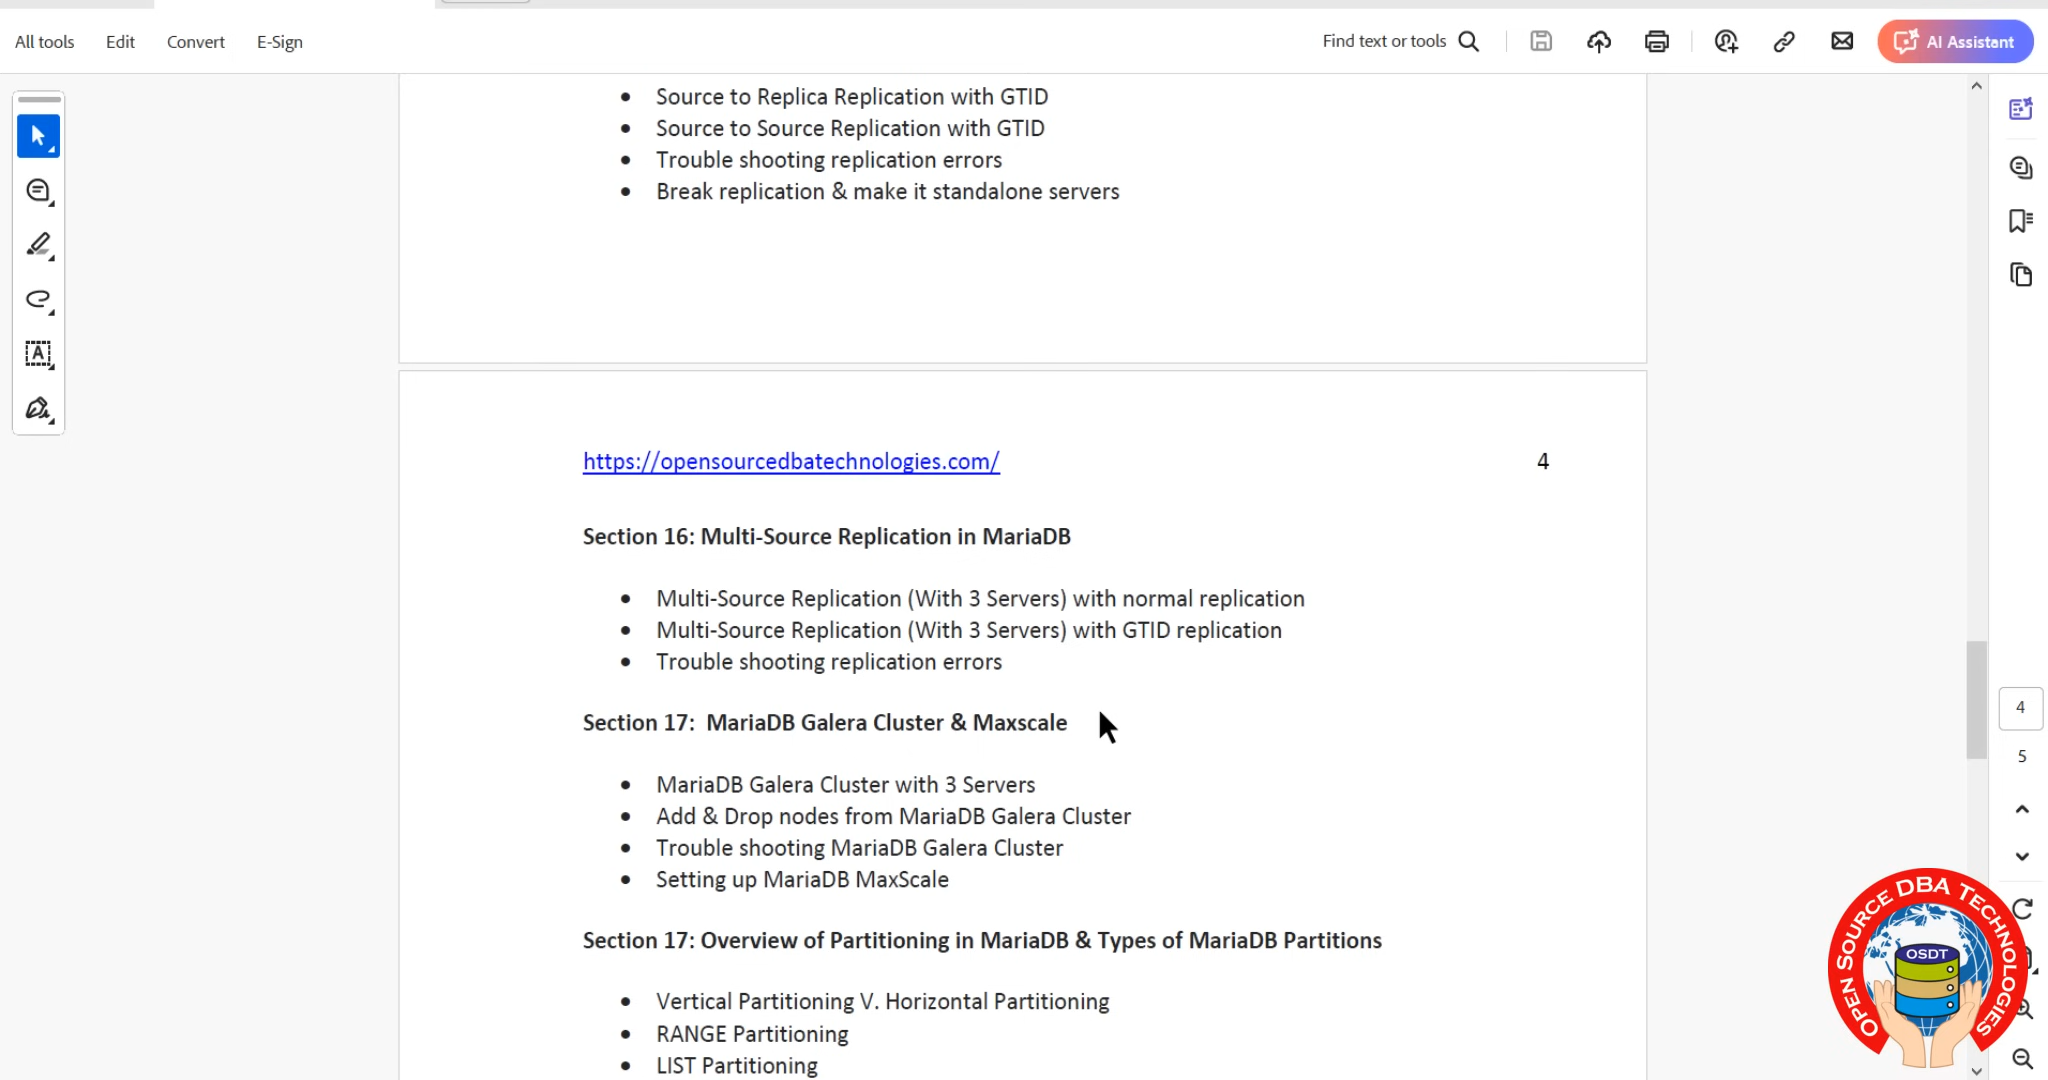 All tools Edit Convert E-Sign Find text or tools AI Assistant
• Source to Replica Replication with GTID
• Source to Source Replication with GTID
• Trouble shooting replication errors
• Break replication & make it standalone servers
https://opensourcedbatechnologies.com/ 4
Section 16: Multi-Source Replication in MariaDB
• Multi-Source Replication (With 3 Servers) with normal replication
• Multi-Source Replication (With 3 Servers) with GTID replication
• Trouble shooting replication errors
Section 17:  MariaDB Galera Cluster & Maxscale
• MariaDB Galera Cluster with 3 Servers
• Add & Drop nodes from MariaDB Galera Cluster
• Trouble shooting MariaDB Galera Cluster
• Setting up MariaDB MaxScale
Section 17: Overview of Partitioning in MariaDB & Types of MariaDB Partitions
• Vertical Partitioning V. Horizontal Partitioning
• RANGE Partitioning
• LIST Partitioning
4
5
OPEN SOURCE DBA TECHNOLOGIES
OSDT